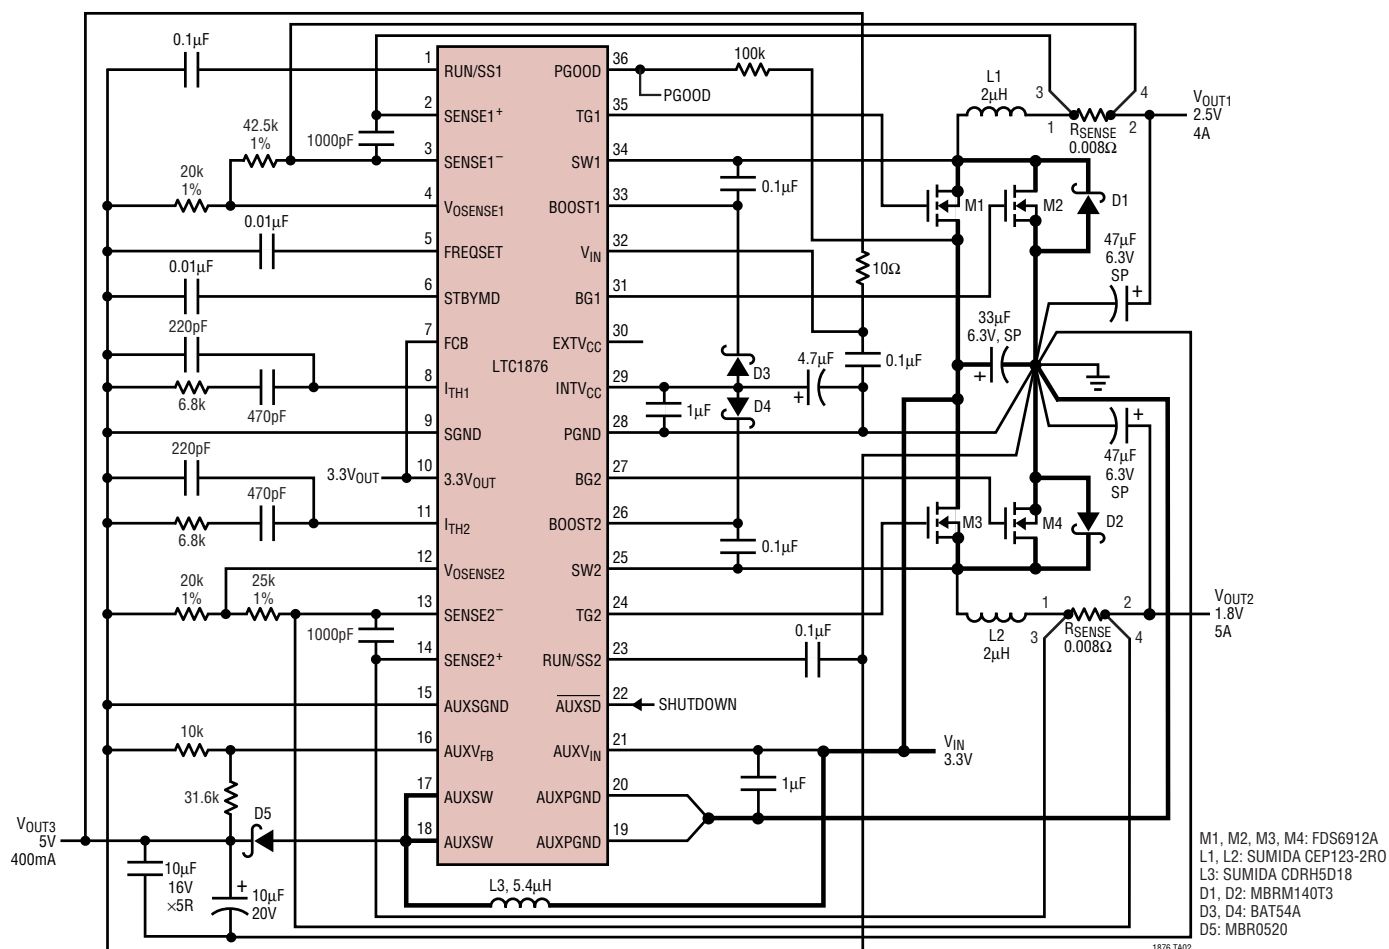 0.1µF
1
RUN/SS1
PGOOD
36
100k
PGOOD
L1
2µH
3
4
VOUT1
2.5V
4A
2
SENSE1+
TG1
35
1
RSENSE
0.008Ω
2
42.5k
1%
1000pF
3
SENSE1−
SW1
34
0.1µF
20k
1%
4
VOSENSE1
BOOST1
33
M1
M2
D1
0.01µF
5
FREQSET
VIN
32
10Ω
47µF
6.3V
SP
+
0.01µF
6
STBYMD
BG1
31
220pF
7
FCB
EXTVCC
30
33µF
6.3V, SP
+
LTC1876
D3
4.7µF
+
0.1µF
6.8k
470pF
8
ITH1
INTVCC
29
1µF
D4
9
SGND
PGND
28
+
47µF
6.3V
SP
220pF
3.3VOUT
10
3.3VOUT
BG2
27
470pF
6.8k
11
ITH2
BOOST2
26
0.1µF
M3
M4
D2
12
VOSENSE2
SW2
25
20k
1%
25k
1%
13
SENSE2−
TG2
24
L2
2µH
1
3
RSENSE
0.008Ω
2
4
VOUT2
1.8V
5A
1000pF
14
SENSE2+
RUN/SS2
23
0.1µF
15
AUXSGND
AUXSD
22
SHUTDOWN
10k
16
AUXVFB
AUXVIN
21
VIN
3.3V
31.6k
17
AUXSW
AUXPGND
20
1µF
D5
18
AUXSW
AUXPGND
19
VOUT3
5V
400mA
10µF
16V
×5R
+
10µF
20V
L3, 5.4µH
M1, M2, M3, M4: FDS6912A
L1, L2: SUMIDA CEP123-2RO
L3: SUMIDA CDRH5D18
D1, D2: MBRM140T3
D3, D4: BAT54A
D5: MBR0520
1876 TA02